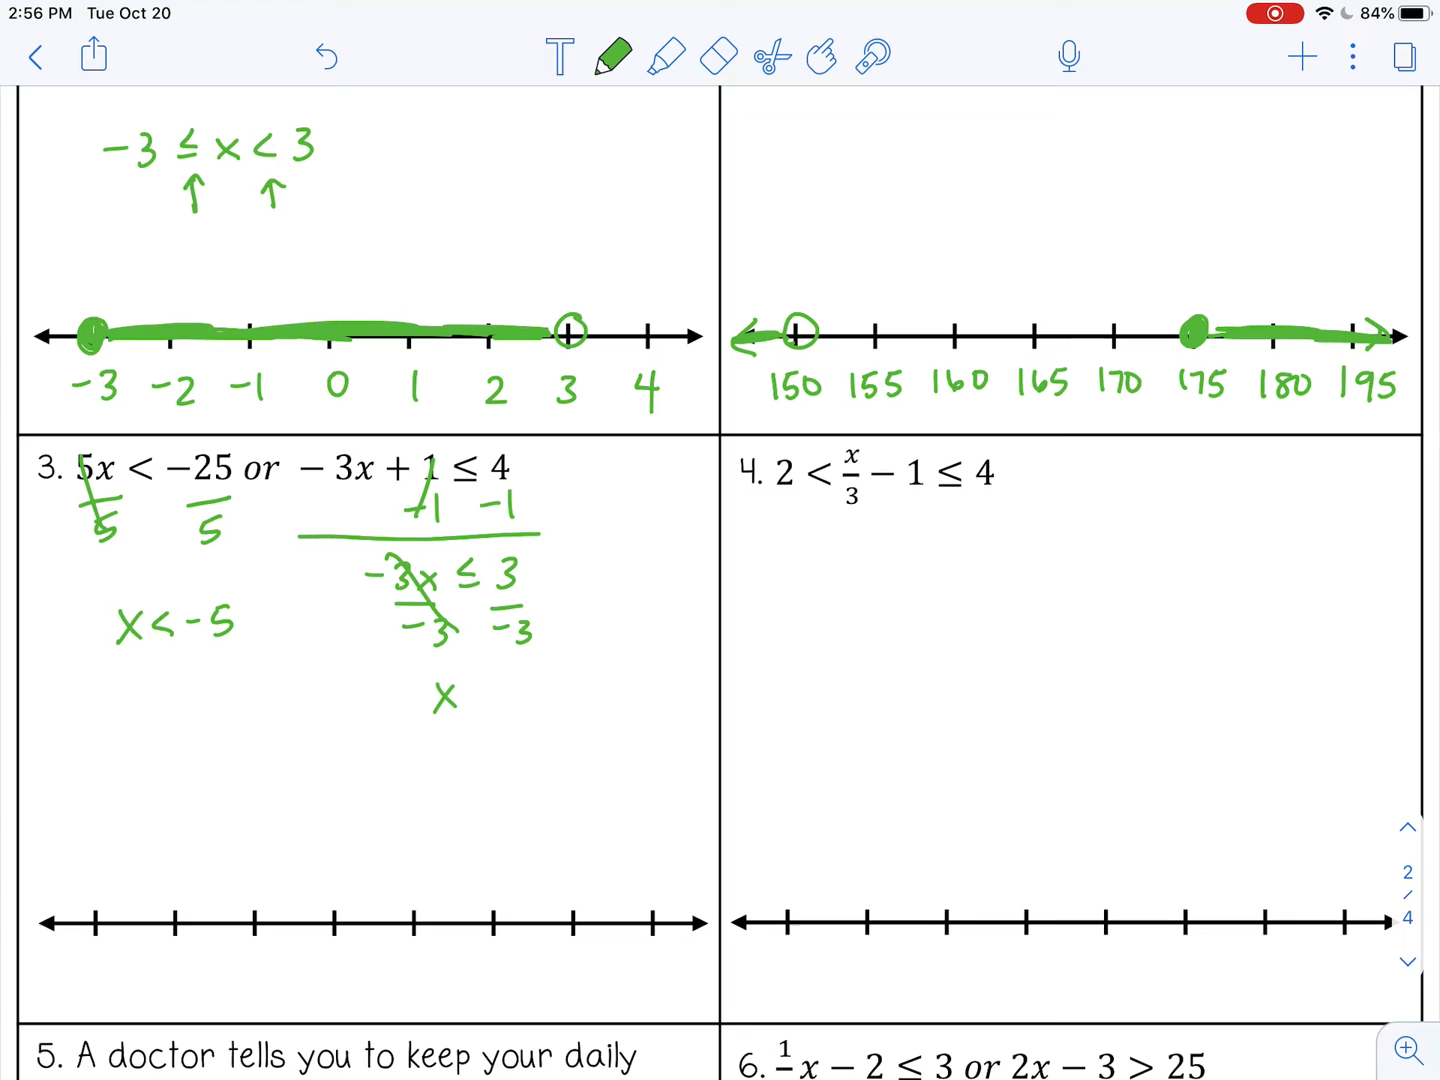 2:56 PM Tue Oct 20 84%
-3 ≤ x < 3
-3 -2 -1 0 1 2 3 4
150 155 160 165 170 175 180 195
3. 5x < −25 or − 3x + 1 ≤ 4
5 5
-1 -1
-3x ≤ 3
-3 -3
x < -5
x
4. 2 < x/3 − 1 ≤ 4
2/4
5. A doctor tells you to keep your daily
6. 1/ x − 2 ≤ 3 or 2x − 3 > 25